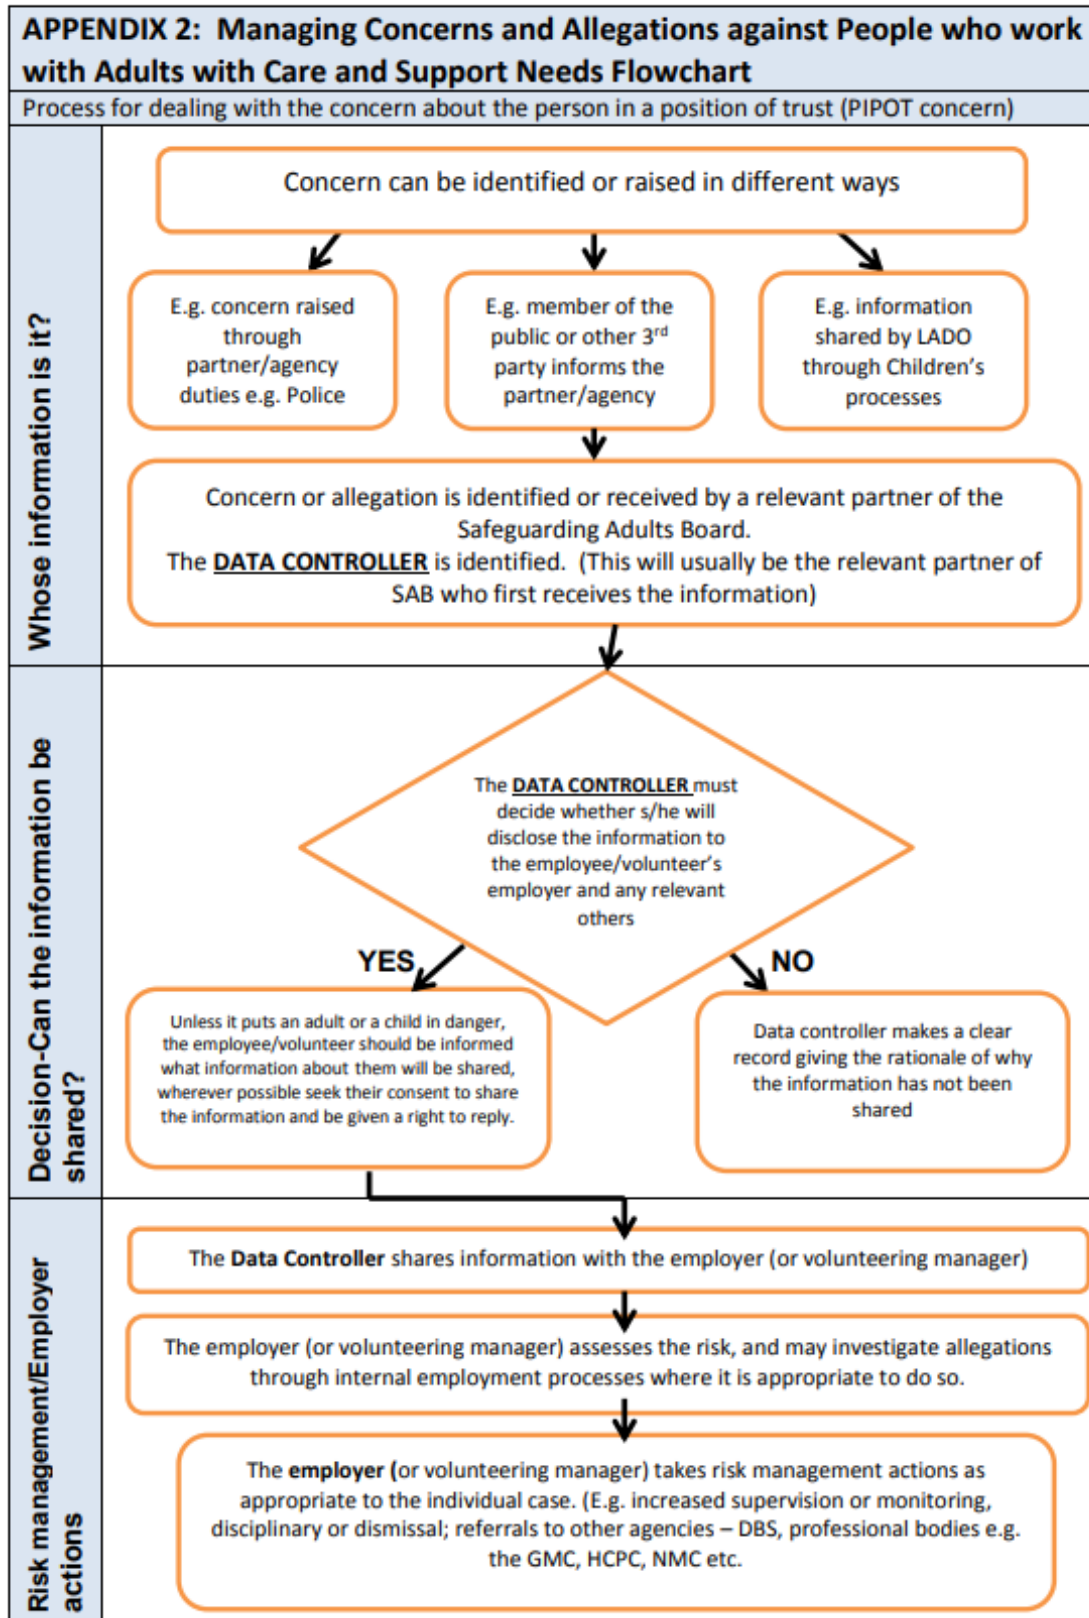 APPENDIX 2:  Managing Concerns and Allegations against People who work
with Adults with Care and Support Needs Flowchart
Process for dealing with the concern about the person in a position of trust (PIPOT concern)
Whose information is it?
Concern can be identified or raised in different ways
E.g. concern raised
through
partner/agency
duties e.g. Police
E.g. member of the
public or other 3rd
party informs the
partner/agency
E.g. information
shared by LADO
through Children's
processes
Concern or allegation is identified or received by a relevant partner of the
Safeguarding Adults Board.
The DATA CONTROLLER is identified.  (This will usually be the relevant partner of
SAB who first receives the information)
Decision-Can the information be
shared?
The DATA CONTROLLER must
decide whether s/he will
disclose the information to
the employee/volunteer's
employer and any relevant
others
YES
NO
Unless it puts an adult or a child in danger,
the employee/volunteer should be informed
what information about them will be shared,
wherever possible seek their consent to share
the information and be given a right to reply.
Data controller makes a clear
record giving the rationale of why
the information has not been
shared
Risk management/Employer
actions
The Data Controller shares information with the employer (or volunteering manager)
The employer (or volunteering manager) assesses the risk, and may investigate allegations
through internal employment processes where it is appropriate to do so.
The employer (or volunteering manager) takes risk management actions as
appropriate to the individual case. (E.g. increased supervision or monitoring,
disciplinary or dismissal; referrals to other agencies – DBS, professional bodies e.g.
the GMC, HCPC, NMC etc.